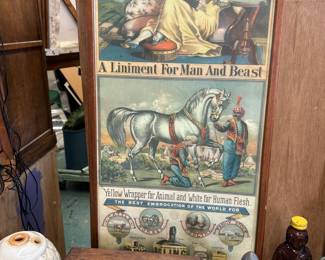 A Liniment For Man And Beast
Yellow Wrapper for Animal and White for Human Flesh.
THE BEST EMBROCATION OF THE WORLD FOR